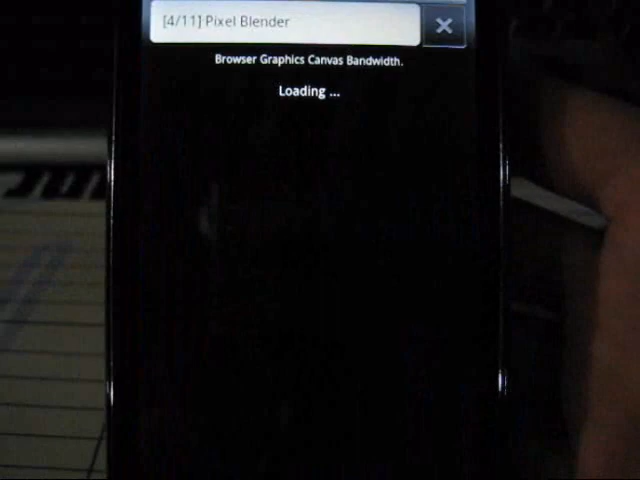 [4/11] Pixel Blender
Browser Graphics Canvas Bandwidth.
Loading ...